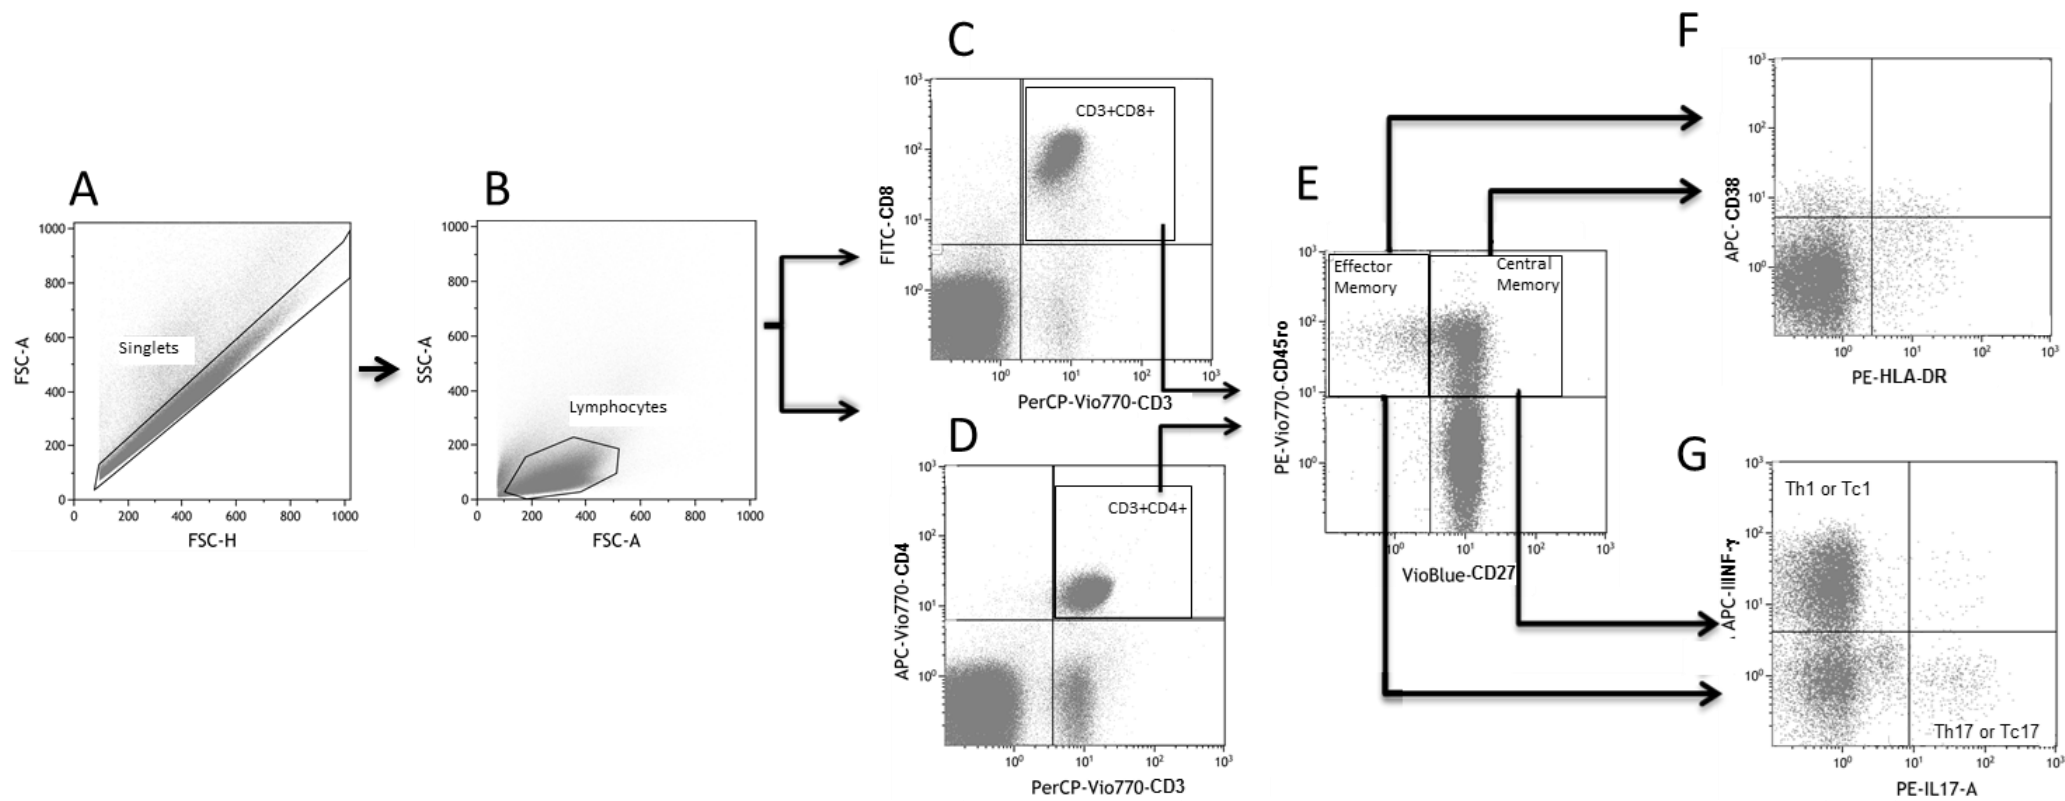 A
1000
800
600
400
200
0
FSC-A
Singlets
0 200 400 600 800 1000
FSC-H
B
1000
800
600
400
200
0
SSC-A
Lymphocytes
0 200 400 600 800 1000
FSC-A
C
10³
10²
10¹
10⁰
FITC-CD8
CD3+CD8+
10⁰ 10¹ 10² 10³
PerCP-Vio770-CD3
D
10³
10²
10¹
10⁰
APC-Vio770-CD4
CD3+CD4+
10⁰ 10¹ 10² 10³
PerCP-Vio770-CD3
E
10³
10²
10¹
10⁰
PE-Vio770-CD45ro
Effector
Memory
Central
Memory
10⁰ 10¹ 10² 10³
VioBlue-CD27
F
10³
10²
10¹
10⁰
APC-CD38
10⁰ 10¹ 10² 10³
PE-HLA-DR
G
10³
10²
10¹
10⁰
Th1 or Tc1
Th17 or Tc17
10⁰ 10¹ 10² 10³
PE-IL17-A